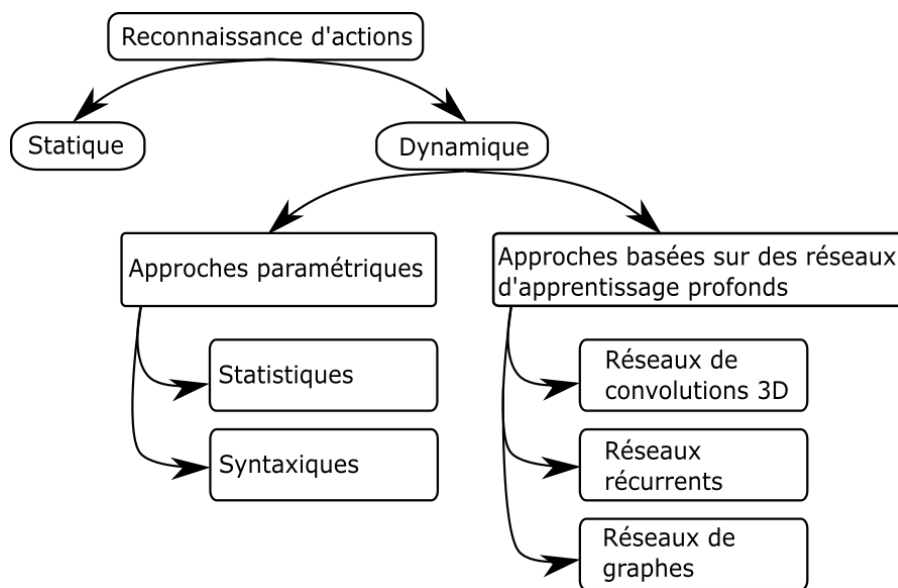 Reconnaissance d'actions
Statique
Dynamique
Approches paramétriques
Statistiques
Syntaxiques
Approches basées sur des réseaux
d'apprentissage profonds
Réseaux de
convolutions 3D
Réseaux
récurrents
Réseaux de
graphes